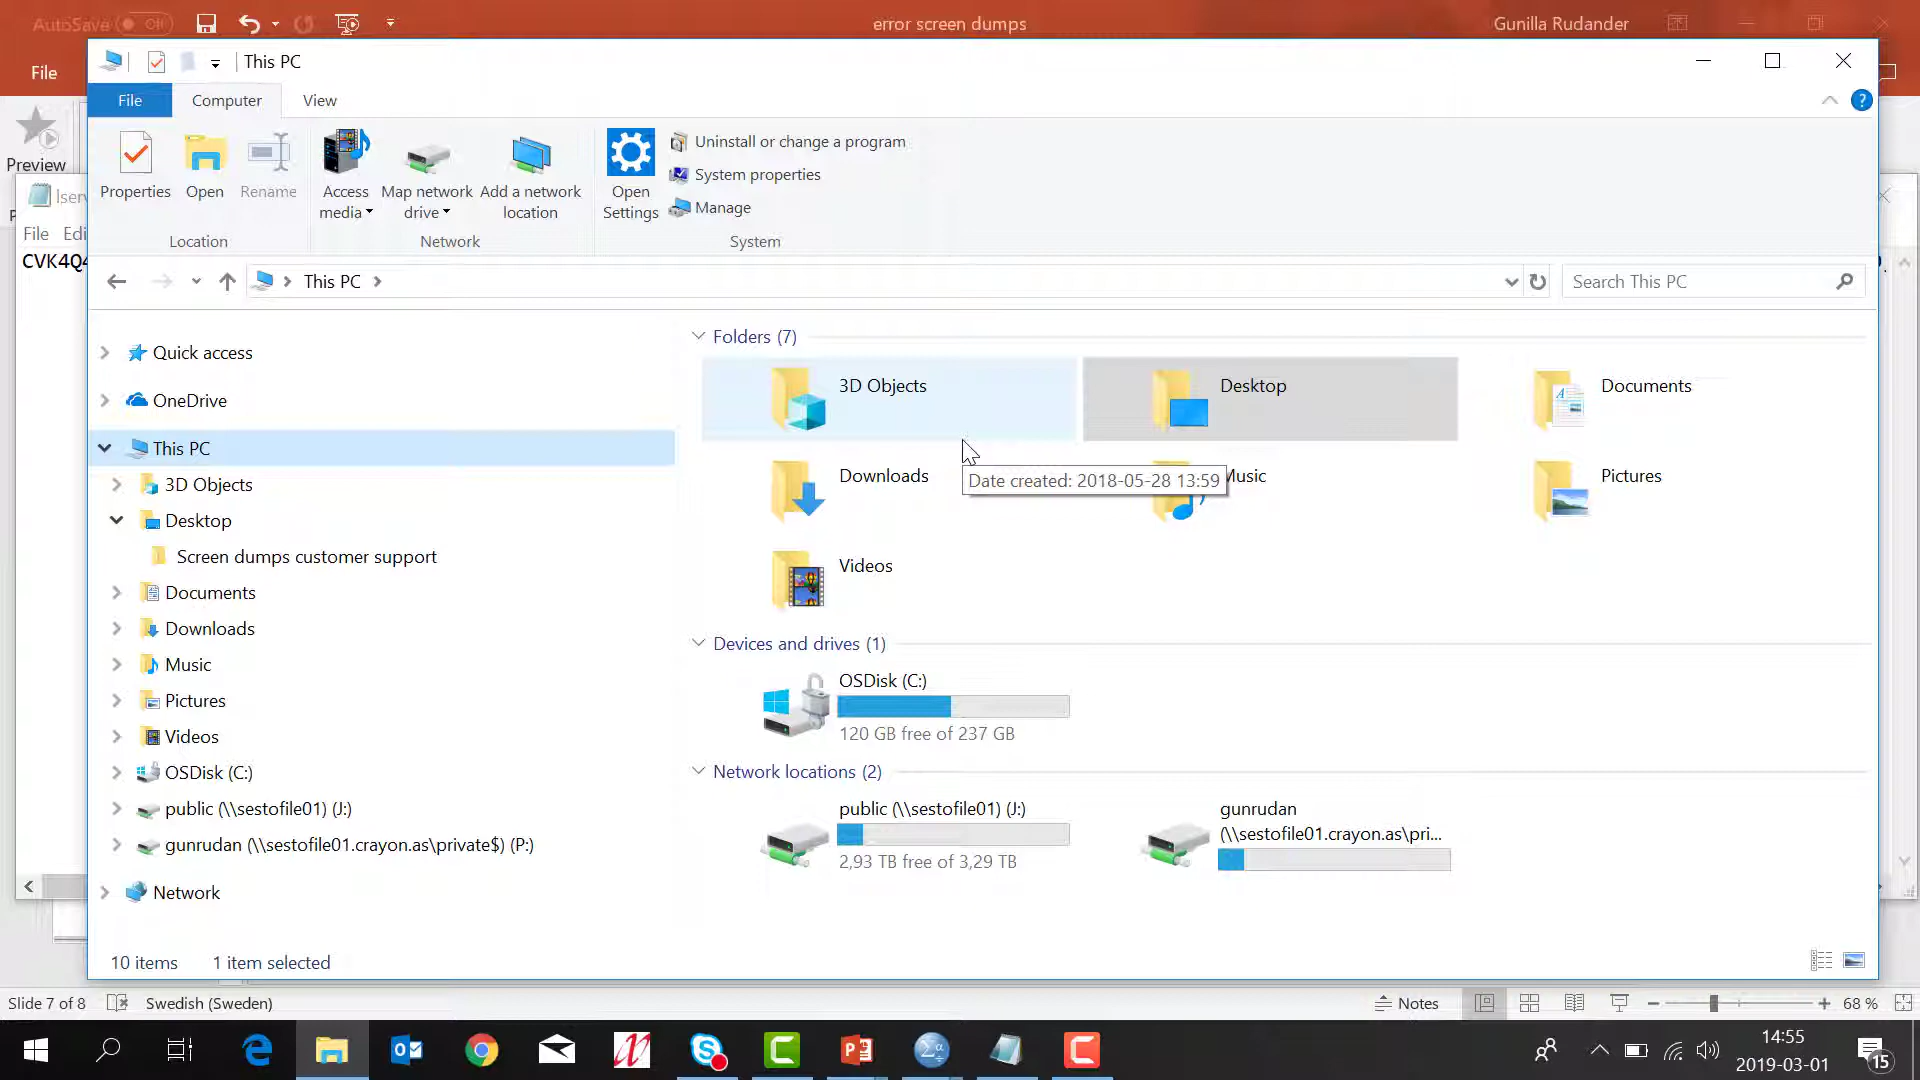 AutoSave Off
error screen dumps
Gunilla Rudander
File
This PC
File
Computer
View
Preview
Properties
Open
Rename
Access media
Map network drive
Add a network location
Open Settings
Uninstall or change a program
System properties
Manage
Location
Network
System
lserv
File Edi
CVK4Q4
This PC
Search This PC
Quick access
OneDrive
This PC
3D Objects
Desktop
Screen dumps customer support
Documents
Downloads
Music
Pictures
Videos
OSDisk (C:)
public (\\sestofile01) (J:)
gunrudan (\\sestofile01.crayon.as\private$) (P:)
Network
Folders (7)
3D Objects
Desktop
Documents
Downloads
Music
Pictures
Date created: 2018-05-28 13:59
Videos
Devices and drives (1)
OSDisk (C:)
120 GB free of 237 GB
Network locations (2)
public (\\sestofile01) (J:)
2,93 TB free of 3,29 TB
gunrudan
(\\sestofile01.crayon.as\pri...
10 items
1 item selected
Slide 7 of 8
Swedish (Sweden)
Notes
68 %
14:55
2019-03-01
15